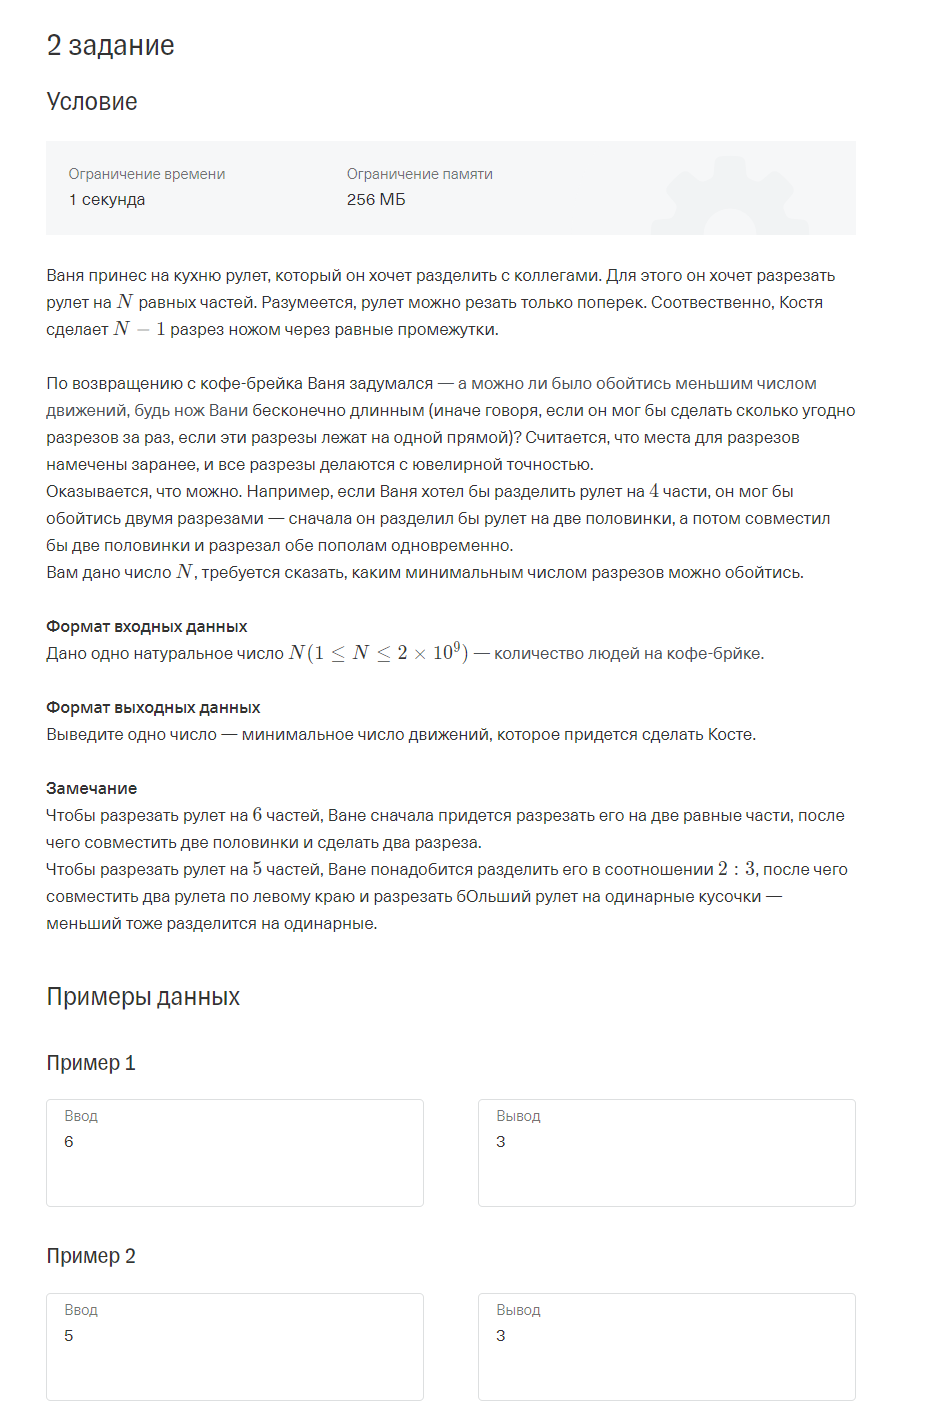 2 задание
Условие
Ограничение времени
1 секунда
Ограничение памяти
256 МБ
Ваня принес на кухню рулет, который он хочет разделить с коллегами. Для этого он хочет разрезать
рулет на N равных частей. Разумеется, рулет можно резать только поперек. Соотвественно, Костя
сделает N − 1 разрез ножом через равные промежутки.
По возвращению с кофе-брейка Ваня задумался — а можно ли было обойтись меньшим числом
движений, будь нож Вани бесконечно длинным (иначе говоря, если он мог бы сделать сколько угодно
разрезов за раз, если эти разрезы лежат на одной прямой)? Считается, что места для разрезов
намечены заранее, и все разрезы делаются с ювелирной точностью.
Оказывается, что можно. Например, если Ваня хотел бы разделить рулет на 4 части, он мог бы
обойтись двумя разрезами — сначала он разделил бы рулет на две половинки, а потом совместил
бы две половинки и разрезал обе пополам одновременно.
Вам дано число N, требуется сказать, каким минимальным числом разрезов можно обойтись.
Формат входных данных
Дано одно натуральное число N(1 ≤ N ≤ 2 × 10⁹) — количество людей на кофе-брйке.
Формат выходных данных
Выведите одно число — минимальное число движений, которое придется сделать Косте.
Замечание
Чтобы разрезать рулет на 6 частей, Ване сначала придется разрезать его на две равные части, после
чего совместить две половинки и сделать два разреза.
Чтобы разрезать рулет на 5 частей, Ване понадобится разделить его в соотношении 2 : 3, после чего
совместить два рулета по левому краю и разрезать бОльший рулет на одинарные кусочки —
меньший тоже разделится на одинарные.
Примеры данных
Пример 1
Ввод
6
Вывод
3
Пример 2
Ввод
5
Вывод
3